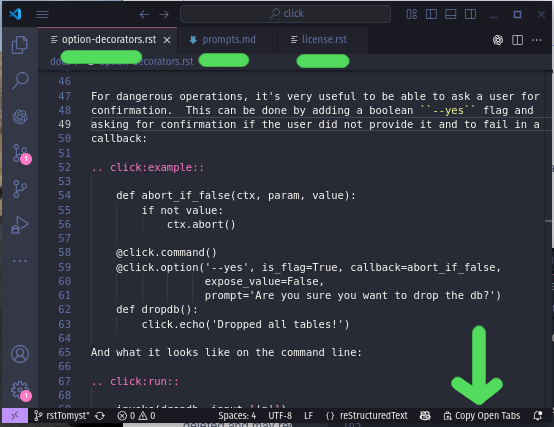 click
option-decorators.rst
prompts.md
license.rst
option-decorators.rst
46
47 For dangerous operations, it's very useful to be able to ask a user for
48 confirmation.  This can be done by adding a boolean ``--yes`` flag and
49 asking for confirmation if the user did not provide it and to fail in a
50 callback:
51
52 .. click:example::
53
54     def abort_if_false(ctx, param, value):
55         if not value:
56             ctx.abort()
57
58     @click.command()
59     @click.option('--yes', is_flag=True, callback=abort_if_false,
60                   expose_value=False,
61                   prompt='Are you sure you want to drop the db?')
62     def dropdb():
63         click.echo('Dropped all tables!')
64
65 And what it looks like on the command line:
66
67 .. click:run::
68
1
1
rstTomyst* 0 0 Spaces: 4 UTF-8 LF {} reStructuredText Copy Open Tabs